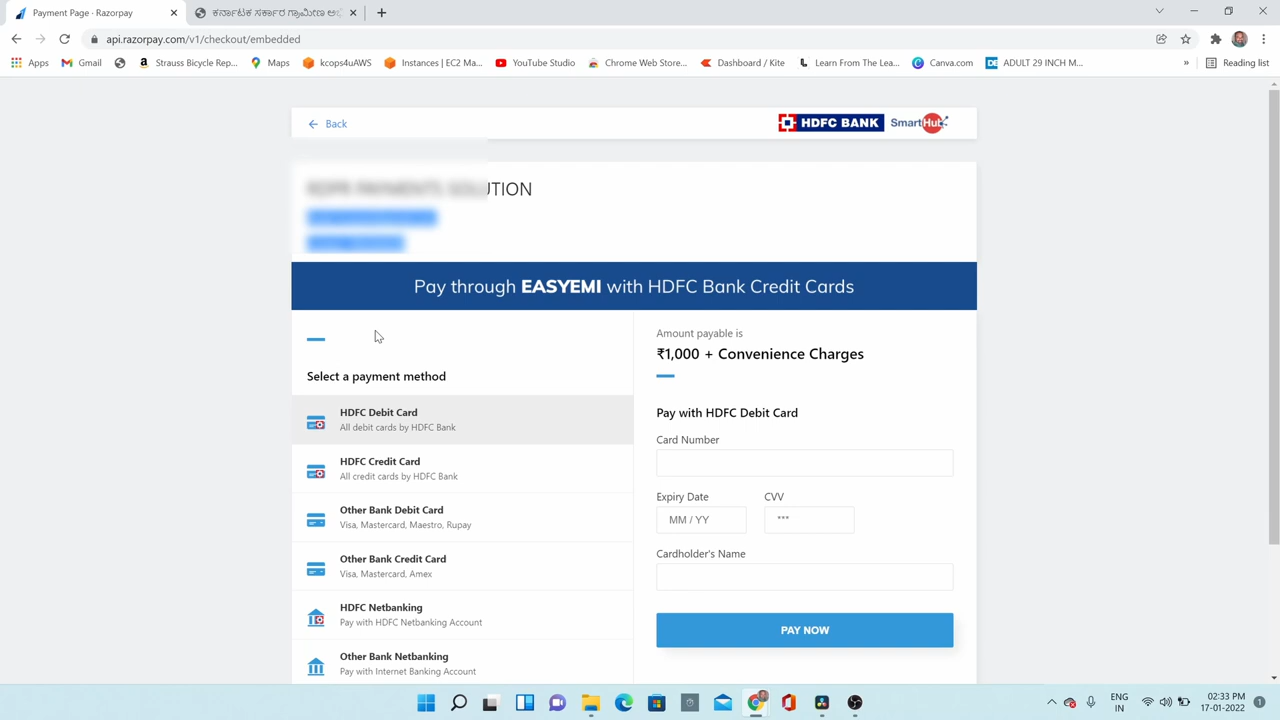 Payment Page - Razorpay
ಕರ್ನಾಟಕ ಸರ್ಕಾರ ಗ್ರಾಮೀಣ
api.razorpay.com/v1/checkout/embedded
Apps
Gmail
Strauss Bicycle Rep...
Maps
kcops4uAWS
Instances | EC2 Ma...
YouTube Studio
Chrome Web Store...
Dashboard / Kite
Learn From The Lea...
Canva.com
DE
ADULT 29 INCH M...
»
Reading list
Back
HDFC BANK
SmartHub
UTION
Pay through EASYEMI with HDFC Bank Credit Cards
Select a payment method
HDFC Debit Card
All debit cards by HDFC Bank
HDFC Credit Card
All credit cards by HDFC Bank
Other Bank Debit Card
Visa, Mastercard, Maestro, Rupay
Other Bank Credit Card
Visa, Mastercard, Amex
HDFC Netbanking
Pay with HDFC Netbanking Account
Other Bank Netbanking
Pay with Internet Banking Account
Amount payable is
₹1,000 + Convenience Charges
Pay with HDFC Debit Card
Card Number
Expiry Date
CVV
MM / YY
***
Cardholder's Name
PAY NOW
ENG
IN
02:33 PM
17-01-2022
1